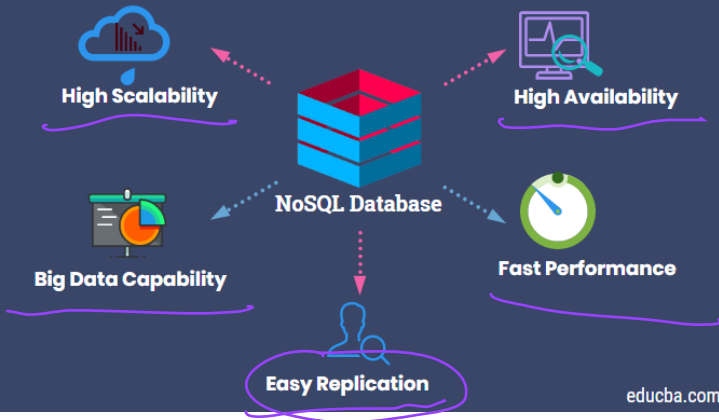 High Scalability
High Availability
NoSQL Database
Big Data Capability
Fast Performance
Easy Replication
educba.com